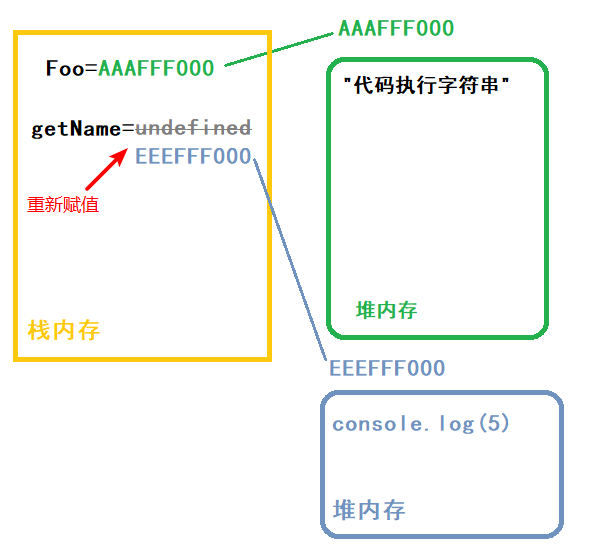 AAAFFF000
Foo=AAAFFF000
"代码执行字符串"
getName=undefined
EEEFFF000
重新赋值
堆内存
栈内存
EEEFFF000
console.log(5)
堆内存